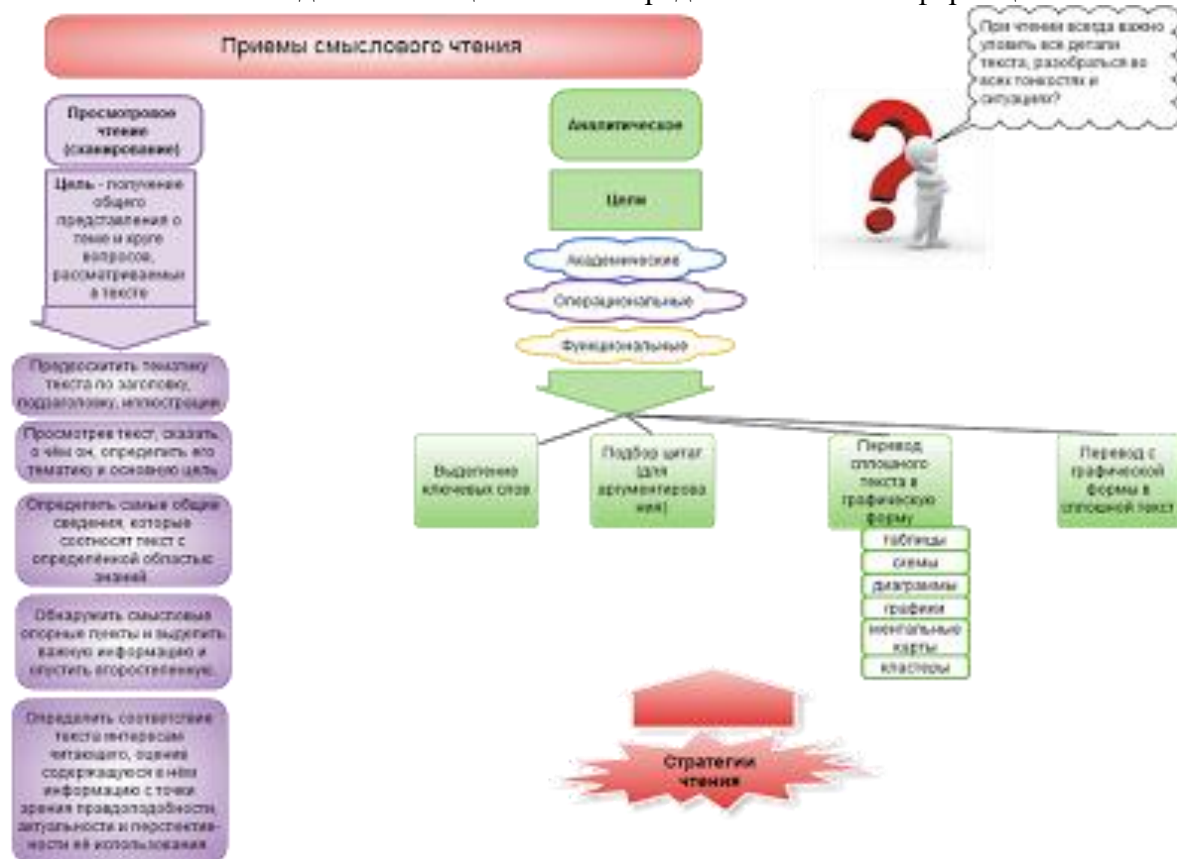 Приемы смыслового чтения
При чтении всегда важно
уловить все детали
текста, разобраться во
всех тонкостях и
ситуациях?
Просмотровое
чтение
(сканирование)
Цель - получение
общего
представления о
теме и круге
вопросов,
рассматриваемых
в тексте
Предвосхитить тематику
текста по заголовку,
подзаголовку, иллюстрации.
Просмотрев текст, сказать,
о чём он, определить его
тематику и основную цель
Определить самые общие
сведения, которые
соотносят текст с
определённой областью
знаний
Обнаружить смысловые
опорные пункты и выделить
важную информацию и
опустить второстепенную.
Определить соответствие
текста интересам
читающего, оценив
содержащуюся в нём
информацию с точки
зрения правдоподобности,
актуальности и перспектив-
ности её использования
Аналитическое
Цели
Академические
Операциональные
Функциональные
Выделение
ключевых слов
Подбор цитат
(для
аргументирова
ния)
Перевод
сплошного
текста в
графическую
форму
таблицы
схемы
диаграммы
графики
ментальные
карты
кластеры
Перевод с
графической
формы в
сплошной текст
Стратегии
чтения